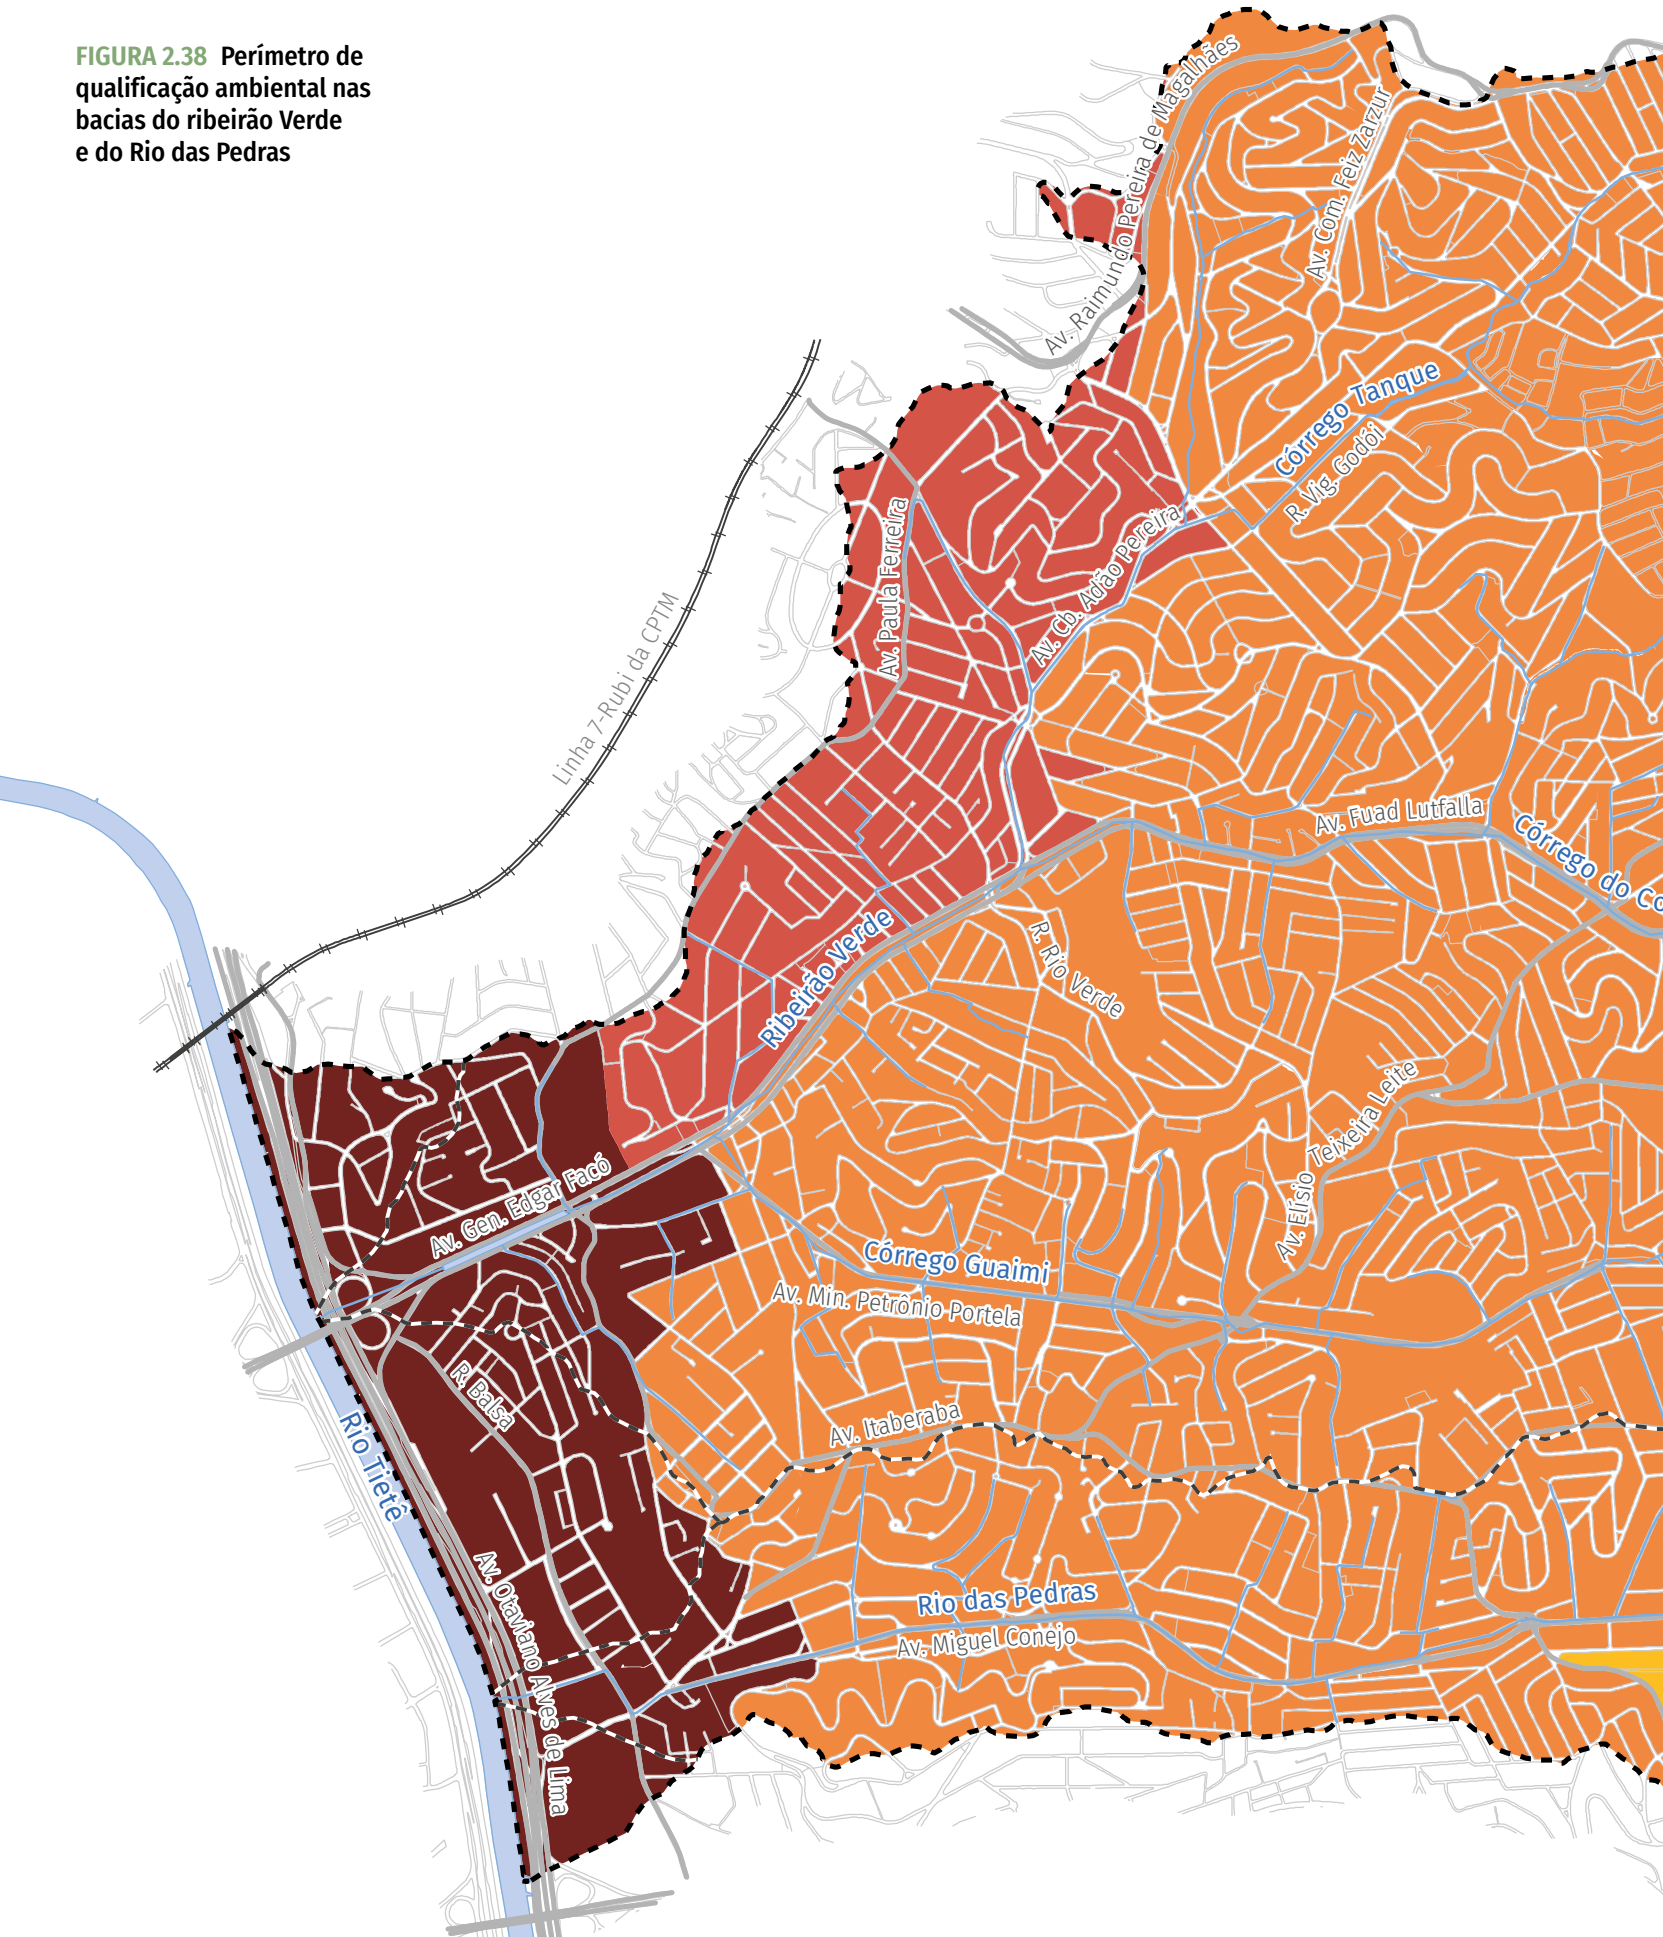 FIGURA 2.38 Perímetro de
qualificação ambiental nas
bacias do ribeirão Verde
e do Rio das Pedras
Av. Raimundo Pereira de Magalhães
Av. Com. Feiz Zarzur
Córrego Tanque
R. Vig. Godói
Av. Paula Ferreira
Av. Cb. Adão Pereira
Linha 7-Rubi da CPTM
Av. Fuad Lutfalla
Córrego do Co
Ribeirão Verde
R. Rio Verde
Av. Elísio Teixeira Leite
Av. Gen. Edgar Facó
Córrego Guaimi
Av. Min. Petrônio Portela
R. Balsa
Av. Itaberaba
Rio Tietê
Av. Otaviano Alves de Lima
Rio das Pedras
Av. Miguel Conejo